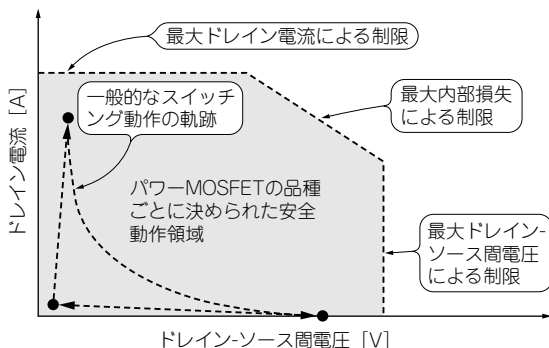 最大ドレイン電流による制限
一般的なスイッチ
ング動作の軌跡
最大内部損失
による制限
パワーMOSFETの品種
ごとに決められた安全
動作領域
最大ドレイン-
ソース間電圧
による制限
ドレイン電流［A］
ドレイン-ソース間電圧［V］